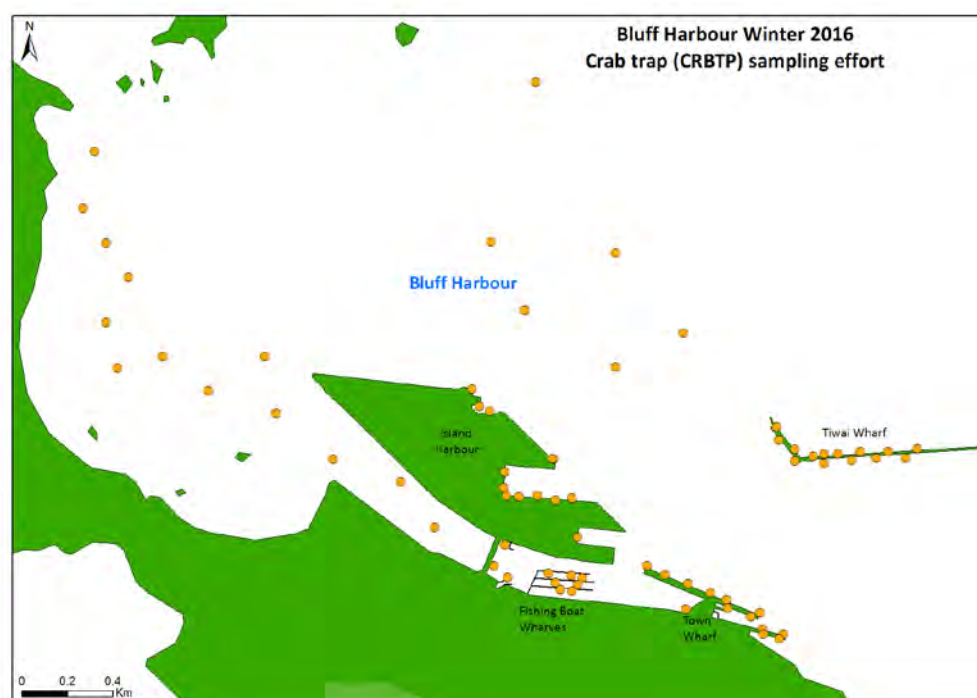 N
Bluff Harbour Winter 2016
Crab trap (CRBTP) sampling effort
Bluff Harbour
Island
Harbour
Tiwai Wharf
Fishing Boat
Wharves
Town
Wharf
0 0.2 0.4
Km